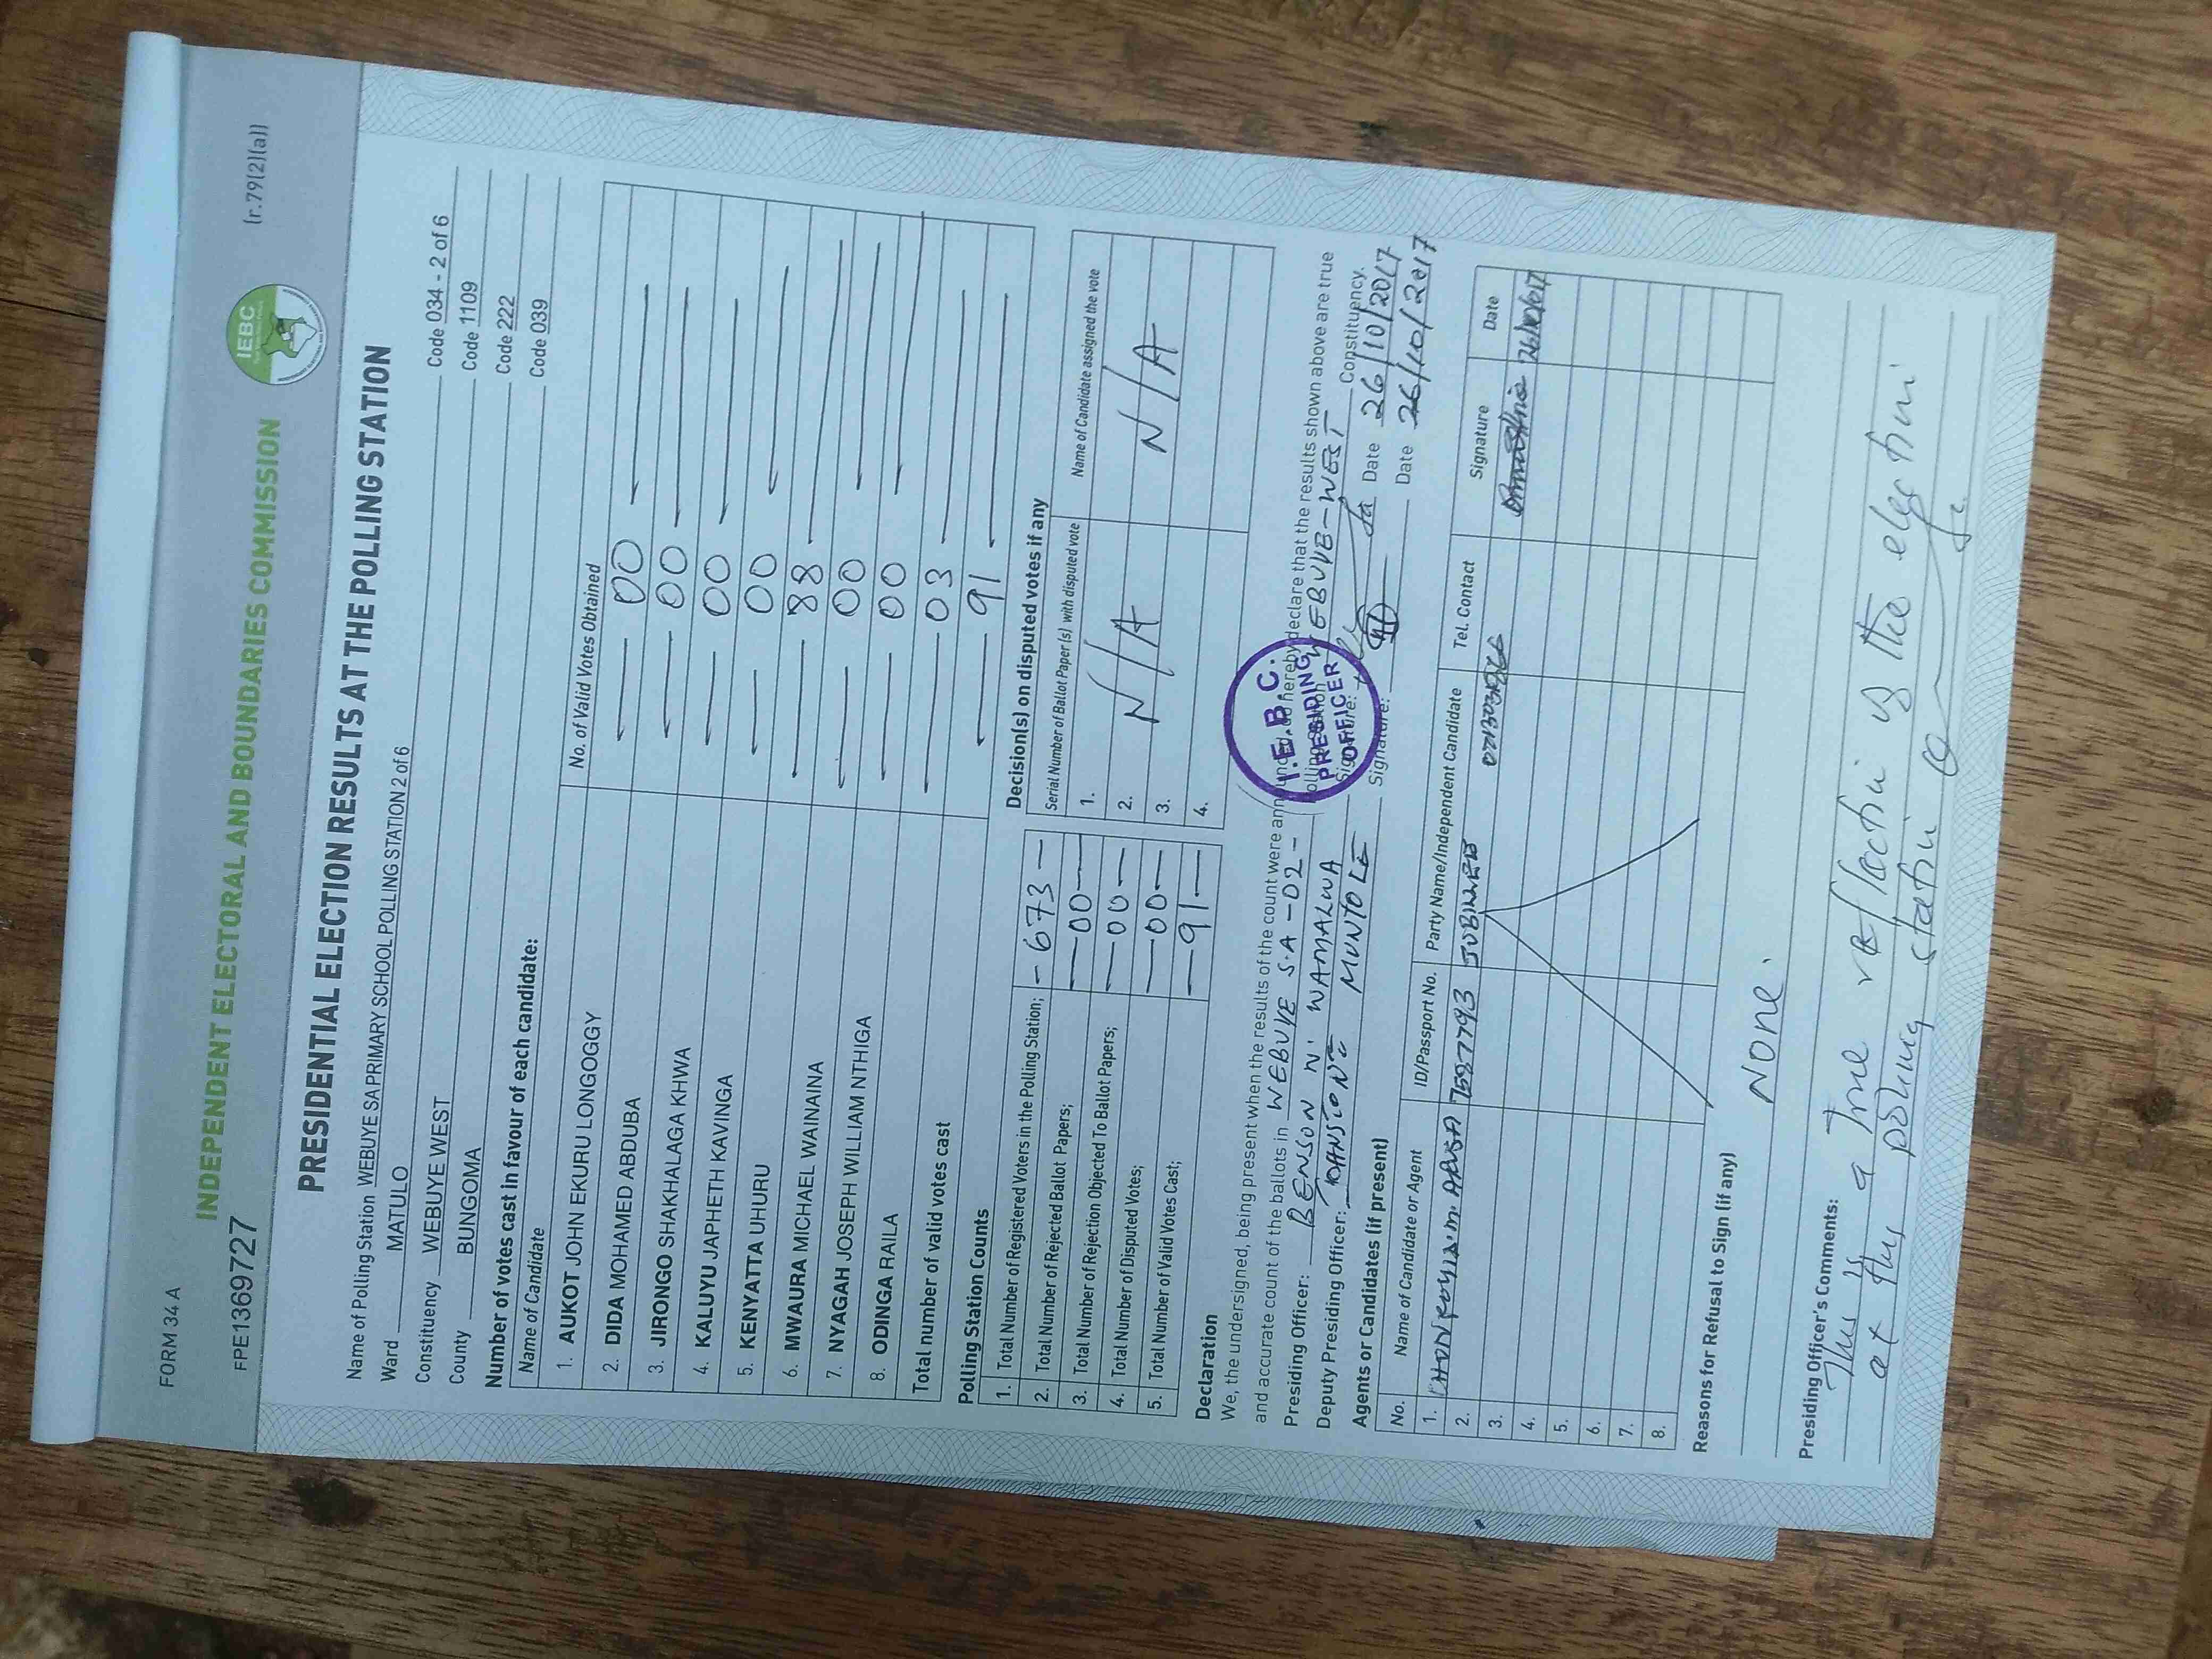 FORM 34 A
(r.79(2)(a))
IEBC
INDEPENDENT ELECTORAL AND BOUNDARIES COMMISSION
FPE1369727
PRESIDENTIAL ELECTION RESULTS AT THE POLLING STATION
Name of Polling Station WEBUYE SA PRIMARY SCHOOL POLLING STATION 2 of 6 Code 034 - 2 of 6
Ward MATULO Code 1109
Constituency WEBUYE WEST Code 222
County BUNGOMA Code 039
Number of votes cast in favour of each candidate:
Name of Candidate No. of Valid Votes Obtained
1. AUKOT JOHN EKURU LONGOGGY 00
2. DIDA MOHAMED ABDUBA 00
3. JIRONGO SHAKHALAGA KHWA 00
4. KALUYU JAPHETH KAVINGA 00
5. KENYATTA UHURU 88
6. MWAURA MICHAEL WAINAINA 00
7. NYAGAH JOSEPH WILLIAM NTHIGA 00
8. ODINGA RAILA 03
Total number of valid votes cast 91
Polling Station Counts
1. Total Number of Registered Voters in the Polling Station; - 673 -
2. Total Number of Rejected Ballot Papers; - 00 -
3. Total Number of Rejection Objected To Ballot Papers; - 00 -
4. Total Number of Disputed Votes; - 00 -
5. Total Number of Valid Votes Cast; - 91 -
Decision(s) on disputed votes if any
Serial Number of Ballot Paper (s) with disputed vote Name of Candidate assigned the vote
1.
2. N/A N/A
3.
4.
Declaration
We, the undersigned, being present when the results of the count were announced, do hereby declare that the results shown above are true
and accurate count of the ballots in WEBUYE S.A - 02 - polling station WEBUYE-WEST Constituency.
Presiding Officer: BENSON N' WAMALWA Signature: Date 26/10/2017
Deputy Presiding Officer: JOHNSTONE MUNTOLE Signature: Date 26/10/2017
I.E.B.C.
PRESIDING
OFFICER
Agents or Candidates (if present)
No. Name of Candidate or Agent ID/Passport No. Party Name/Independent Candidate Tel. Contact Signature Date
1. JUBILEE 26/10/2017
2.
3.
4.
5.
6.
7.
8.
Reasons for Refusal to Sign (if any)
NONE.
Presiding Officer's Comments:
This is a true reflection of the election
at this polling station